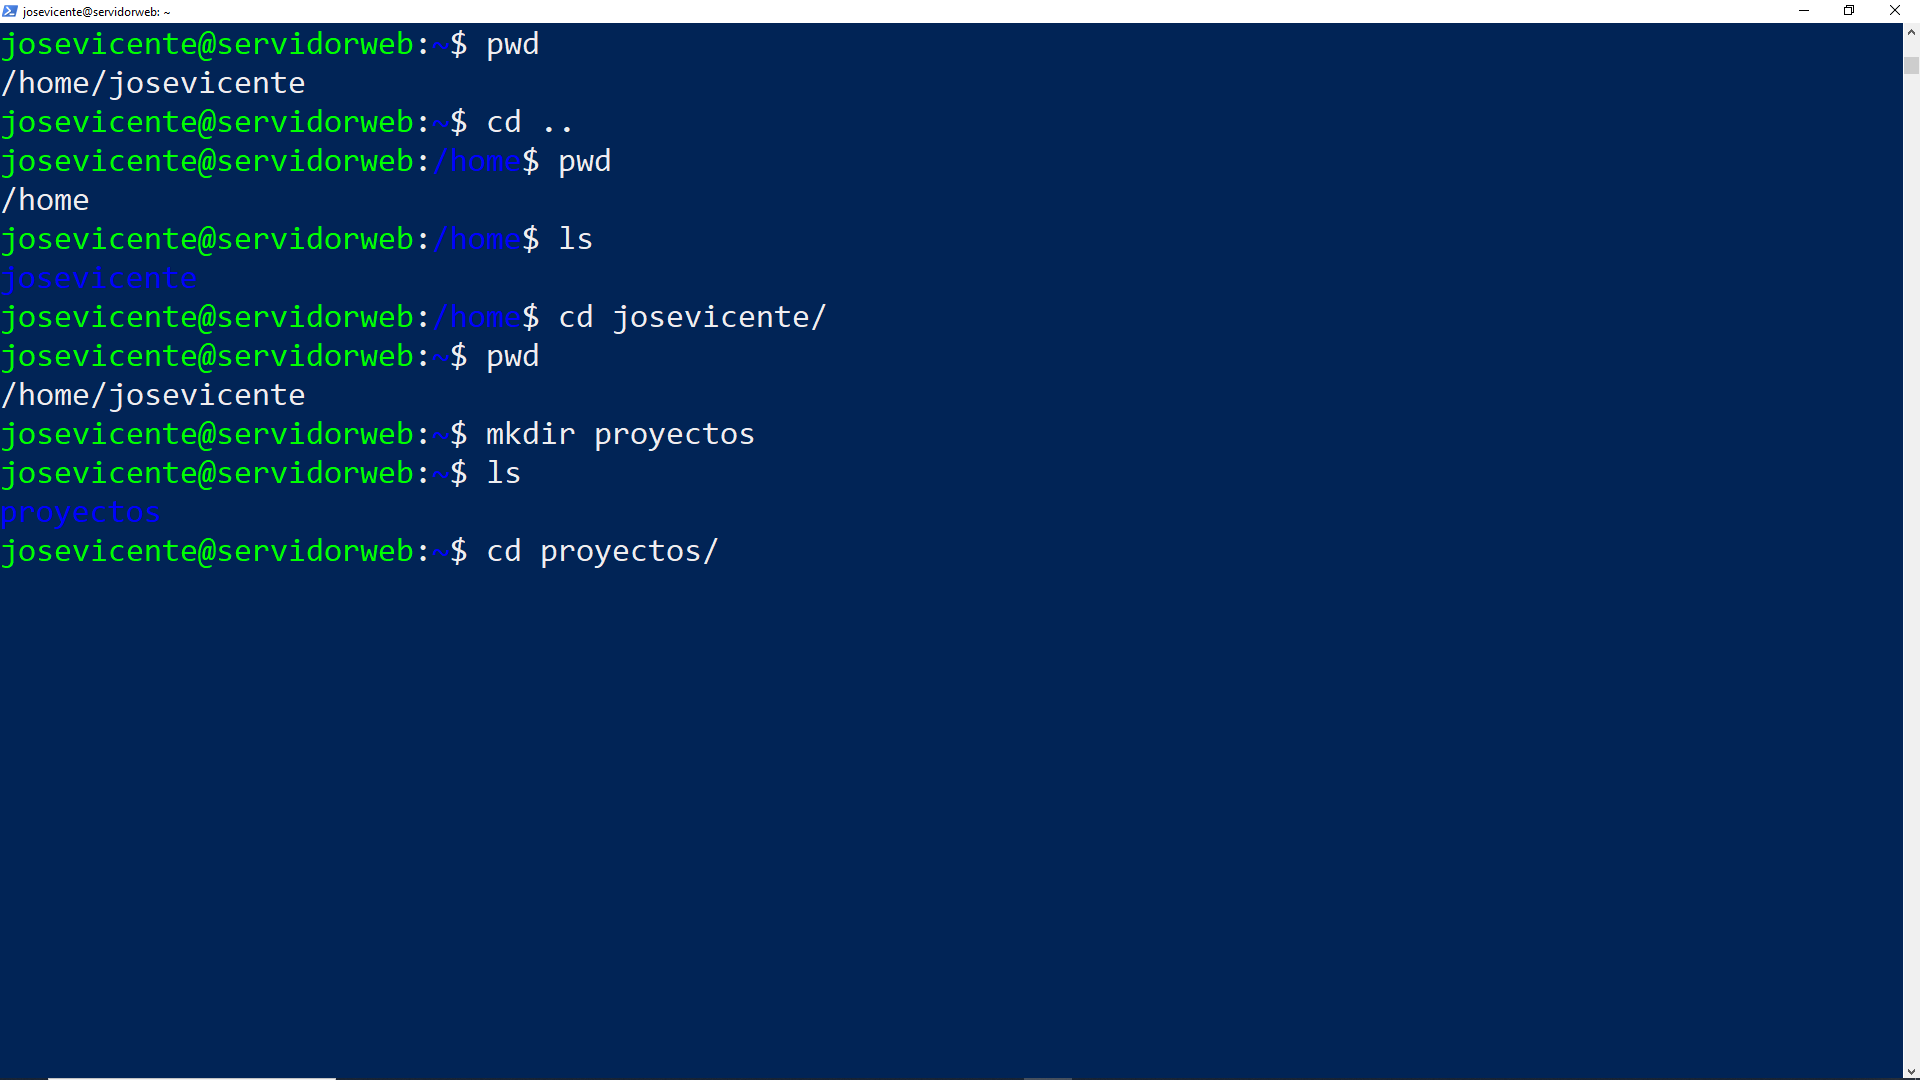 josevicente@servidorweb: ~
josevicente@servidorweb:~$ pwd
/home/josevicente
josevicente@servidorweb:~$ cd ..
josevicente@servidorweb:/home$ pwd
/home
josevicente@servidorweb:/home$ ls
josevicente
josevicente@servidorweb:/home$ cd josevicente/
josevicente@servidorweb:~$ pwd
/home/josevicente
josevicente@servidorweb:~$ mkdir proyectos
josevicente@servidorweb:~$ ls
proyectos
josevicente@servidorweb:~$ cd proyectos/